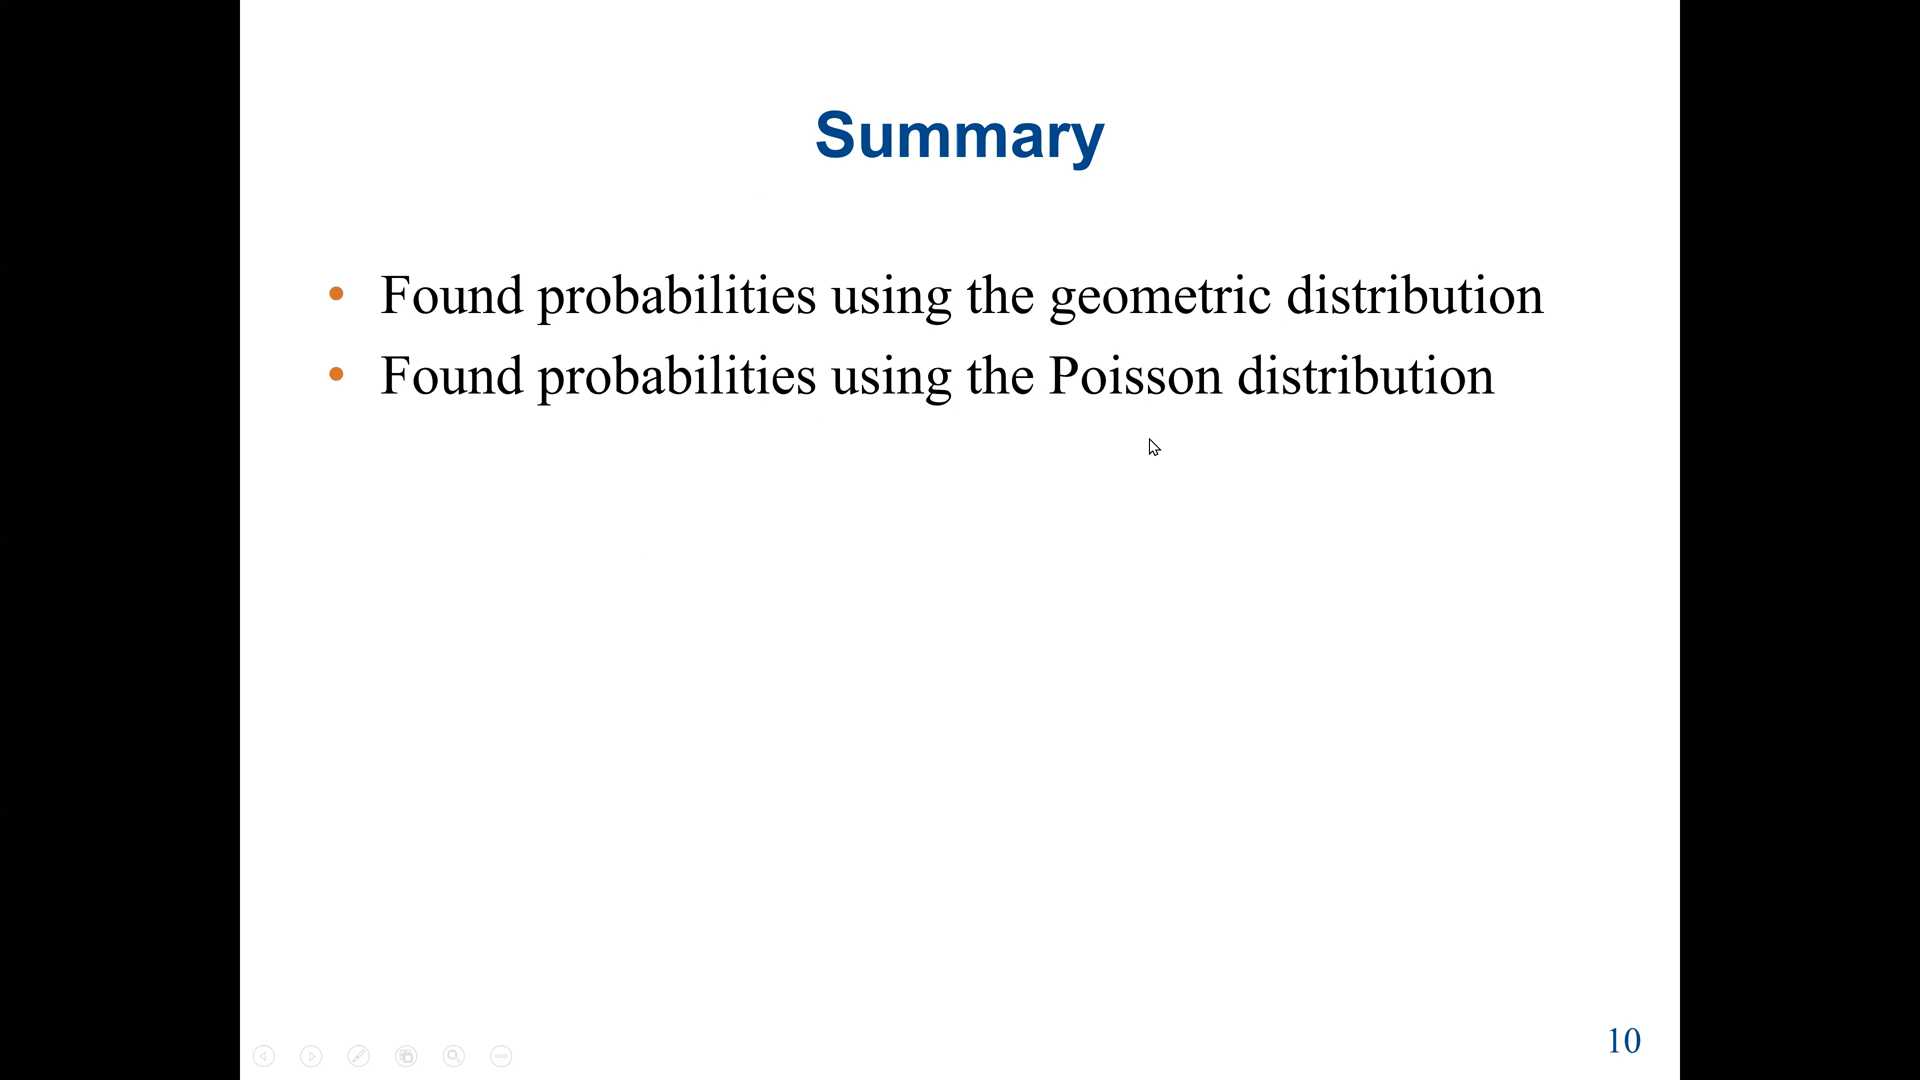 Summary
• Found probabilities using the geometric distribution
• Found probabilities using the Poisson distribution
10